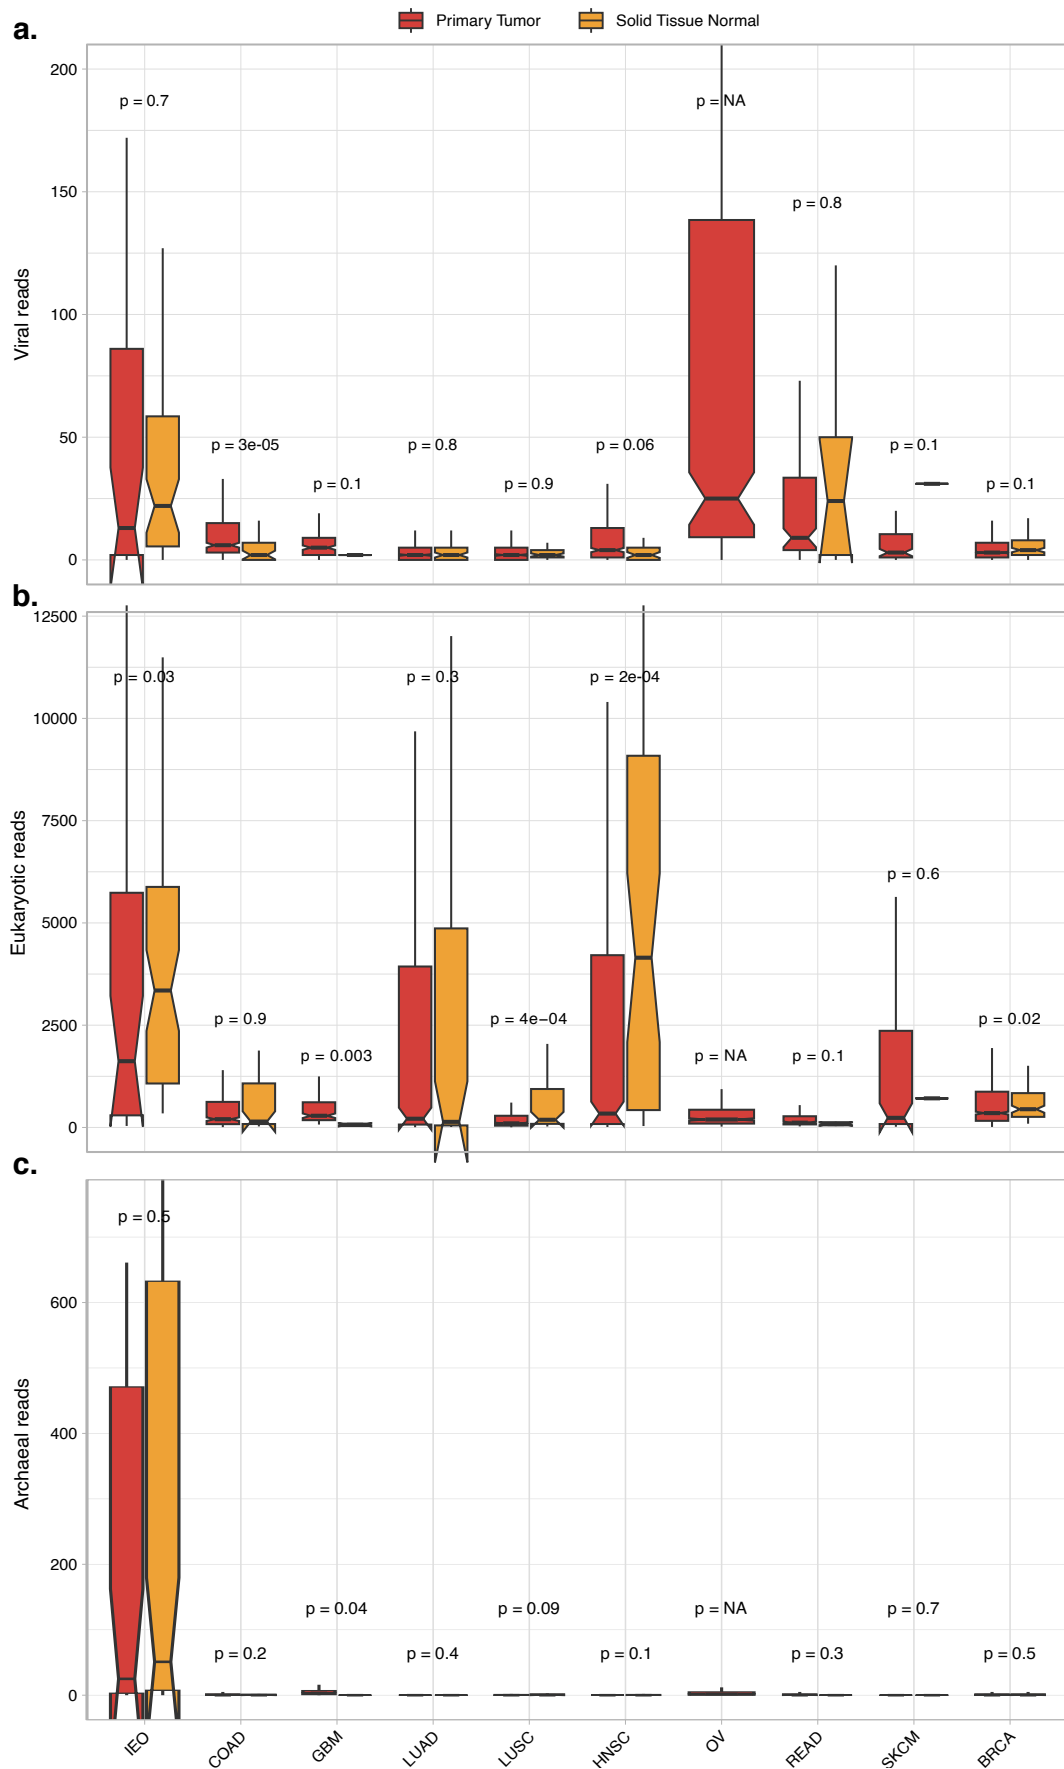 a.
Primary Tumor
Solid Tissue Normal
Viral reads
200
150
100
50
0
p = 0.7
p = 3e-05
p = 0.1
p = 0.8
p = 0.9
p = 0.06
p = NA
p = 0.8
p = 0.1
p = 0.1
b.
Eukaryotic reads
12500
10000
7500
5000
2500
0
p = 0.03
p = 0.9
p = 0.003
p = 0.3
p = 4e−04
p = 2e-04
p = NA
p = 0.1
p = 0.6
p = 0.02
c.
Archaeal reads
600
400
200
0
p = 0.5
p = 0.2
p = 0.04
p = 0.4
p = 0.09
p = 0.1
p = NA
p = 0.3
p = 0.7
p = 0.5
IEO
COAD
GBM
LUAD
LUSC
HNSC
OV
READ
SKCM
BRCA